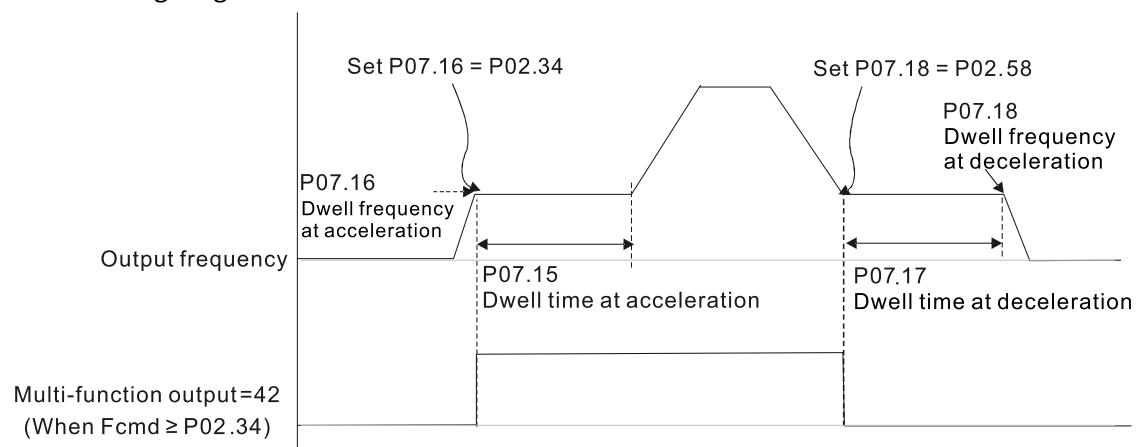 Set P07.16 = P02.34
Set P07.18 = P02.58
P07.18
Dwell frequency
at deceleration
P07.16
Dwell frequency
at acceleration
Output frequency
P07.15
Dwell time at acceleration
P07.17
Dwell time at deceleration
Multi-function output=42
(When Fcmd ≥ P02.34)